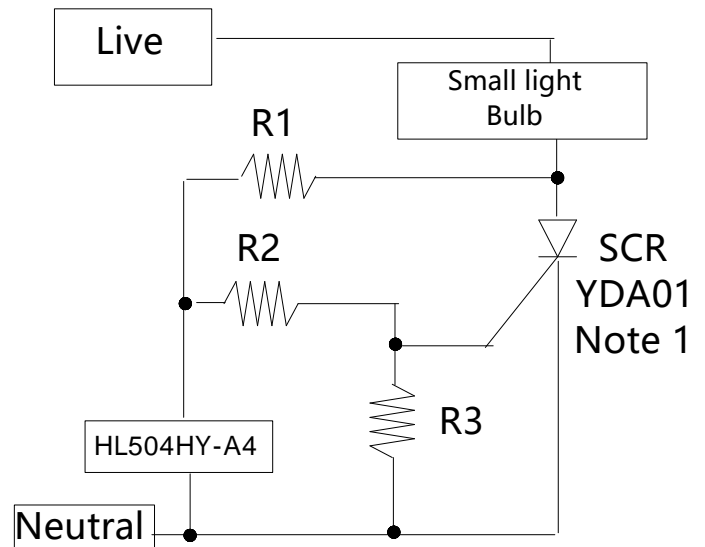 Live
Small light
Bulb
R1
R2
SCR
YDA01
Note 1
R3
HL504HY-A4
Neutral